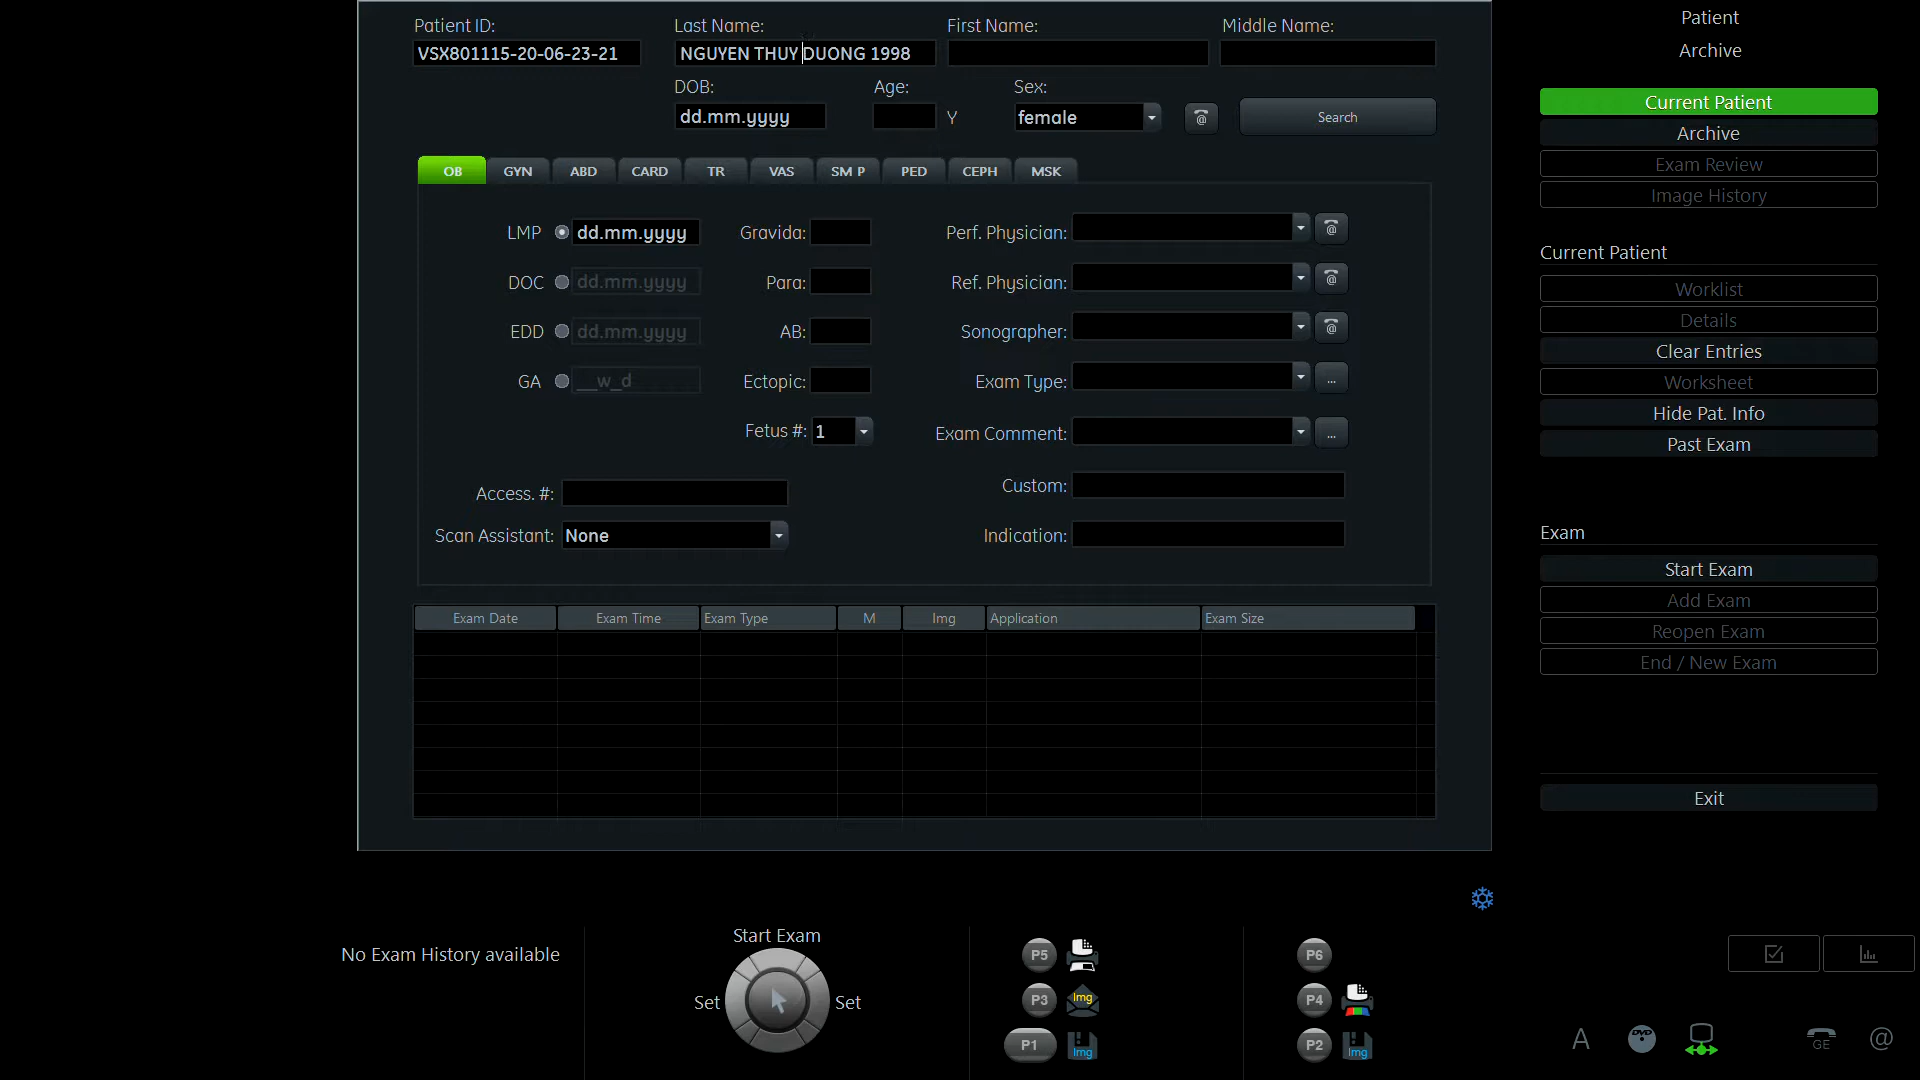 Patient ID: Last Name: First Name: Middle Name:
VSX801115-20-06-23-21 NGUYEN THUY DUONG 1998
DOB: Age: Sex:
dd.mm.yyyy Y female @ Search
OB GYN ABD CARD TR VAS SM P PED CEPH MSK
LMP dd.mm.yyyy Gravida: Perf. Physician: @
DOC dd.mm.yyyy Para: Ref. Physician: @
EDD dd.mm.yyyy AB: Sonographer: @
GA __w_d Ectopic: Exam Type: ...
Fetus #: 1 Exam Comment: ...
Access. #: Custom:
Scan Assistant: None Indication:
Exam Date Exam Time Exam Type M Img Application Exam Size
No Exam History available
Start Exam
Set Set
P5
P3 Img
P1 Img
P6
P4
P2 Img
Patient
Archive
Current Patient
Archive
Exam Review
Image History
Current Patient
Worklist
Details
Clear Entries
Worksheet
Hide Pat. Info
Past Exam
Exam
Start Exam
Add Exam
Reopen Exam
End / New Exam
Exit
A DVD GE @